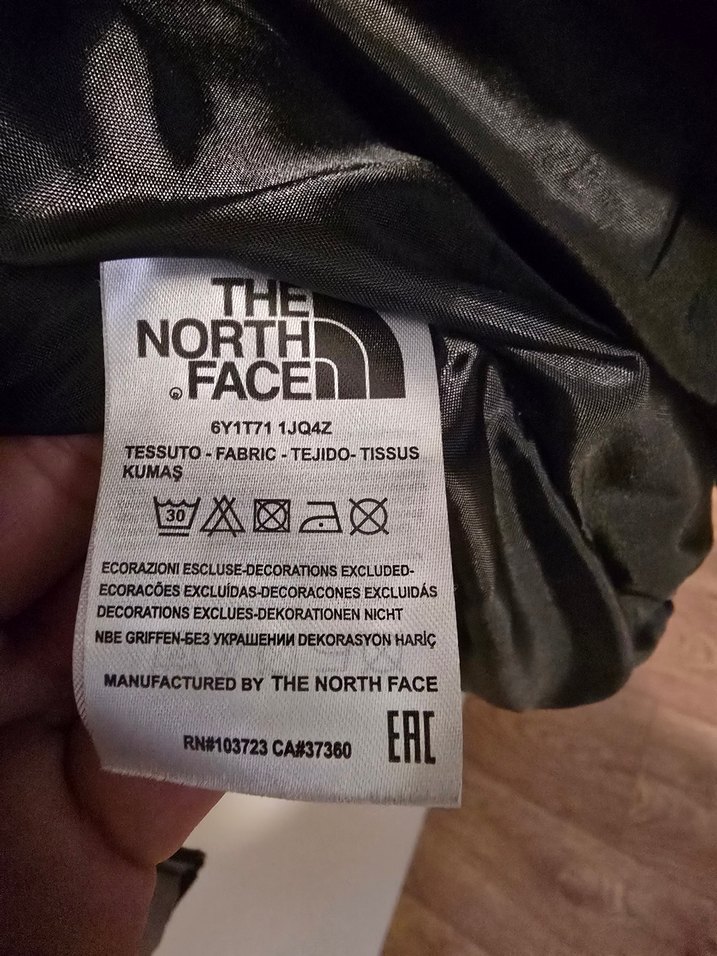 THE
NORTH
FACE
®
6Y1T71 1JQ4Z
TESSUTO - FABRIC - TEJIDO- TISSUS
KUMAŞ
30
ECORAZIONI ESCLUSE-DECORATIONS EXCLUDED-
ECORACÕES EXCLUÍDAS-DECORACONES EXCLUIDÁS
DECORATIONS EXCLUES-DEKORATIONEN NICHT
NBE GRIFFEN-БЕЗ УКРАШЕНИИ DEKORASYON HARİÇ
MANUFACTURED BY THE NORTH FACE
RN#103723 CA#37360
EAC